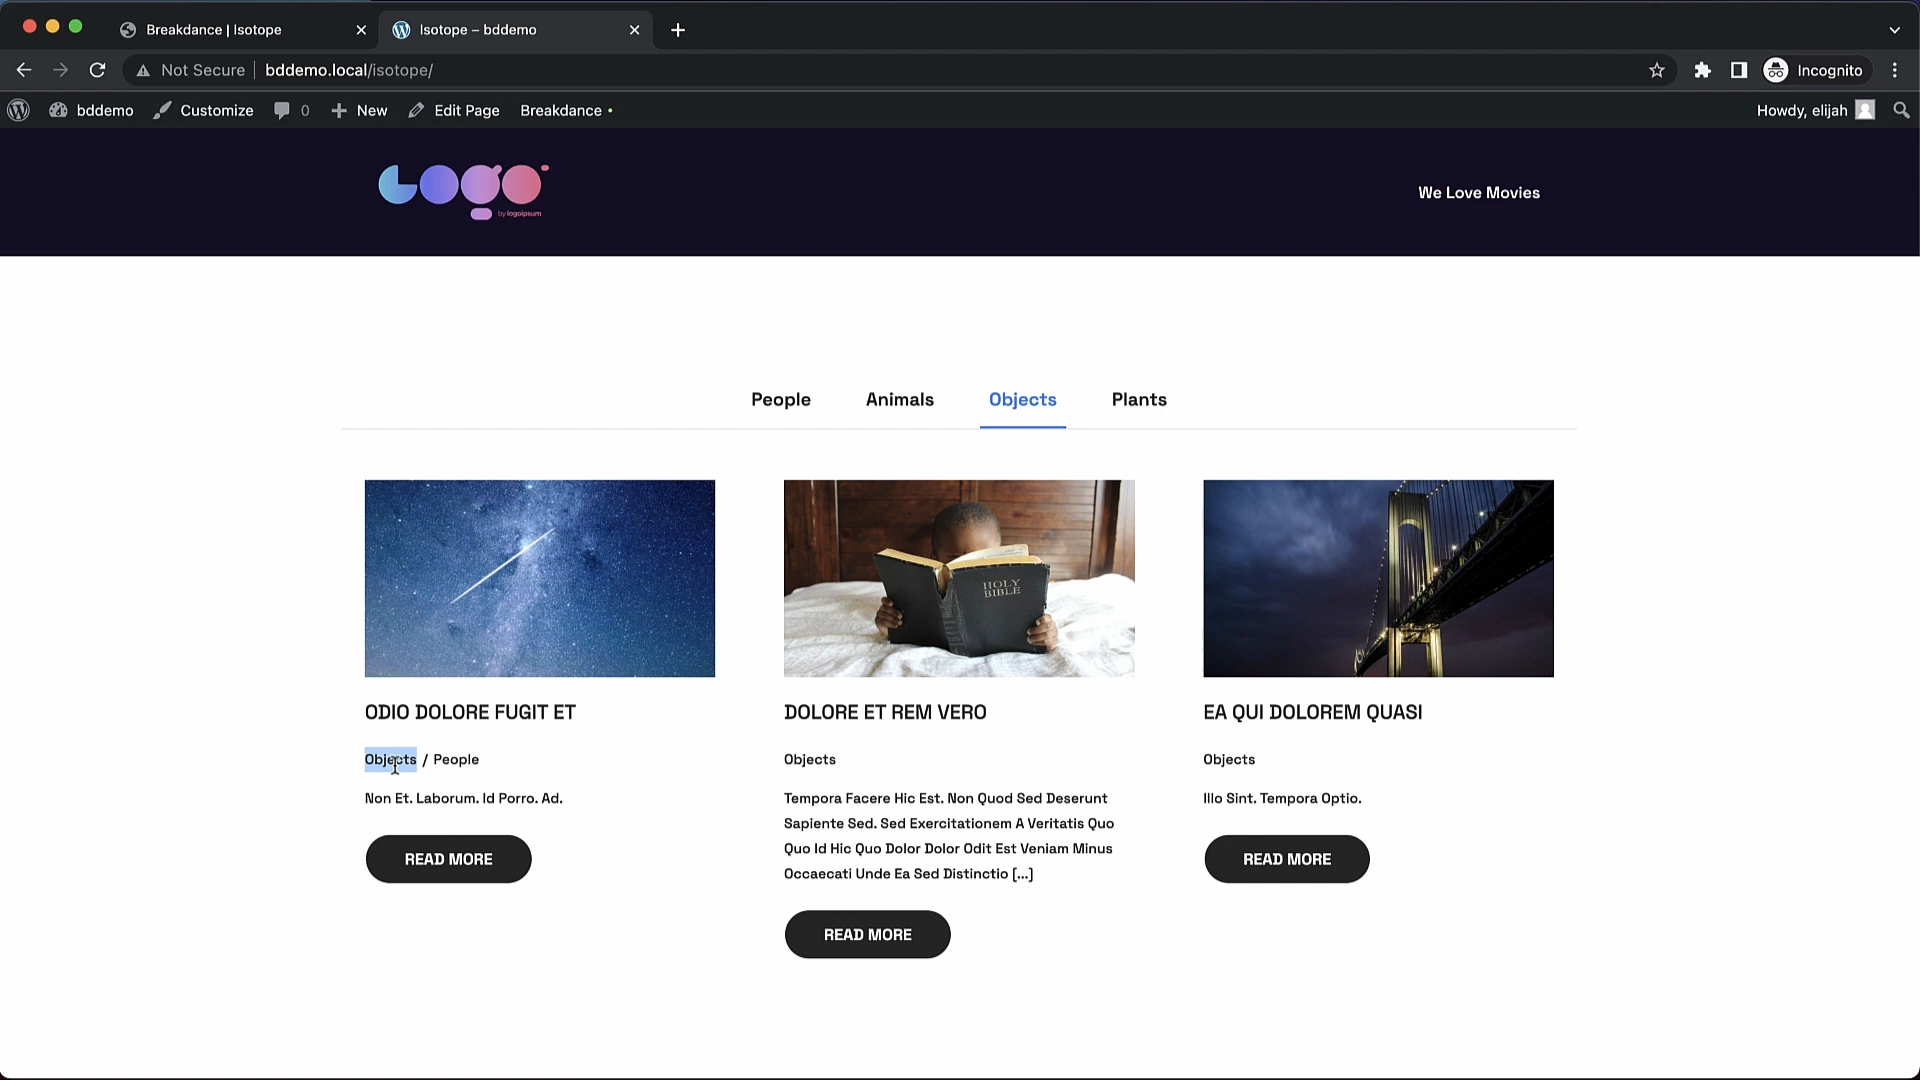 Breakdance | Isotope
Isotope – bddemo
Not Secure
bddemo.local/isotope/
Incognito
bddemo
Customize
0
New
Edit Page
Breakdance
Howdy, elijah
Logo
by logoipsum
We Love Movies
People
Animals
Objects
Plants
HOLY
BIBLE
ODIO DOLORE FUGIT ET
Objects / People
Non Et. Laborum. Id Porro. Ad.
READ MORE
DOLORE ET REM VERO
Objects
Tempora Facere Hic Est. Non Quod Sed Deserunt
Sapiente Sed. Sed Exercitationem A Veritatis Quo
Quo Id Hic Quo Dolor Dolor Odit Est Veniam Minus
Occaecati Unde Ea Sed Distinctio [...]
READ MORE
EA QUI DOLOREM QUASI
Objects
Illo Sint. Tempora Optio.
READ MORE